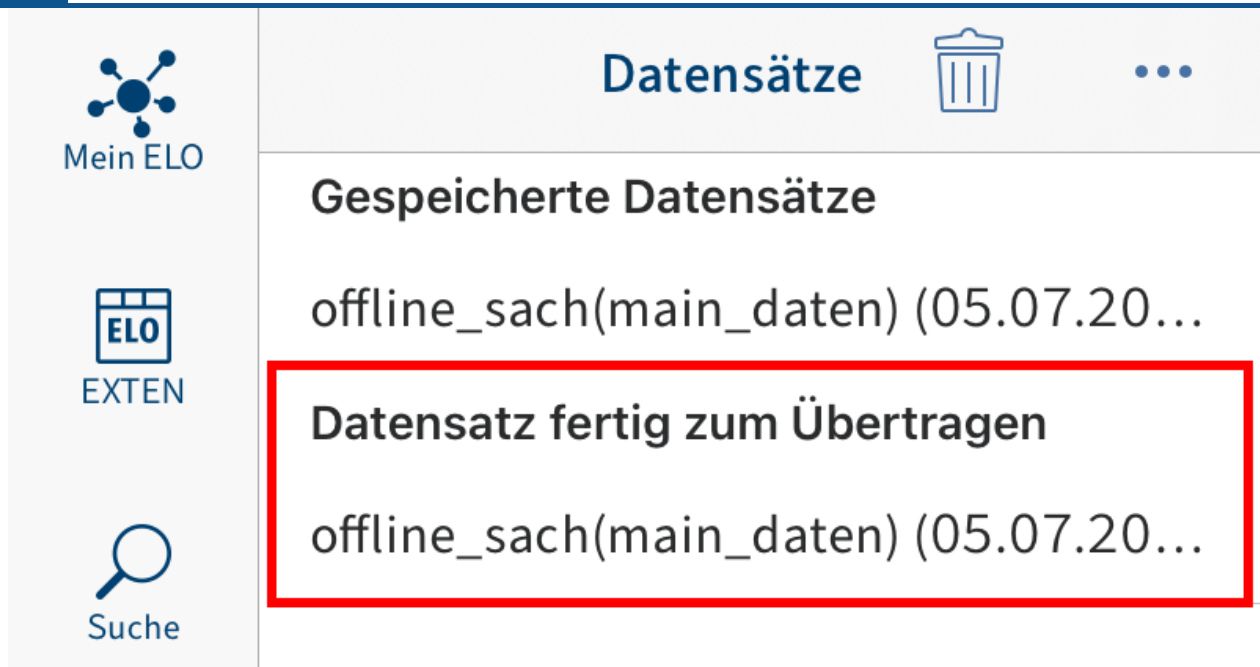 Mein ELO
ELO
EXTEN
Suche
Datensätze
Gespeicherte Datensätze
offline_sach(main_daten) (05.07.20...
Datensatz fertig zum Übertragen
offline_sach(main_daten) (05.07.20...